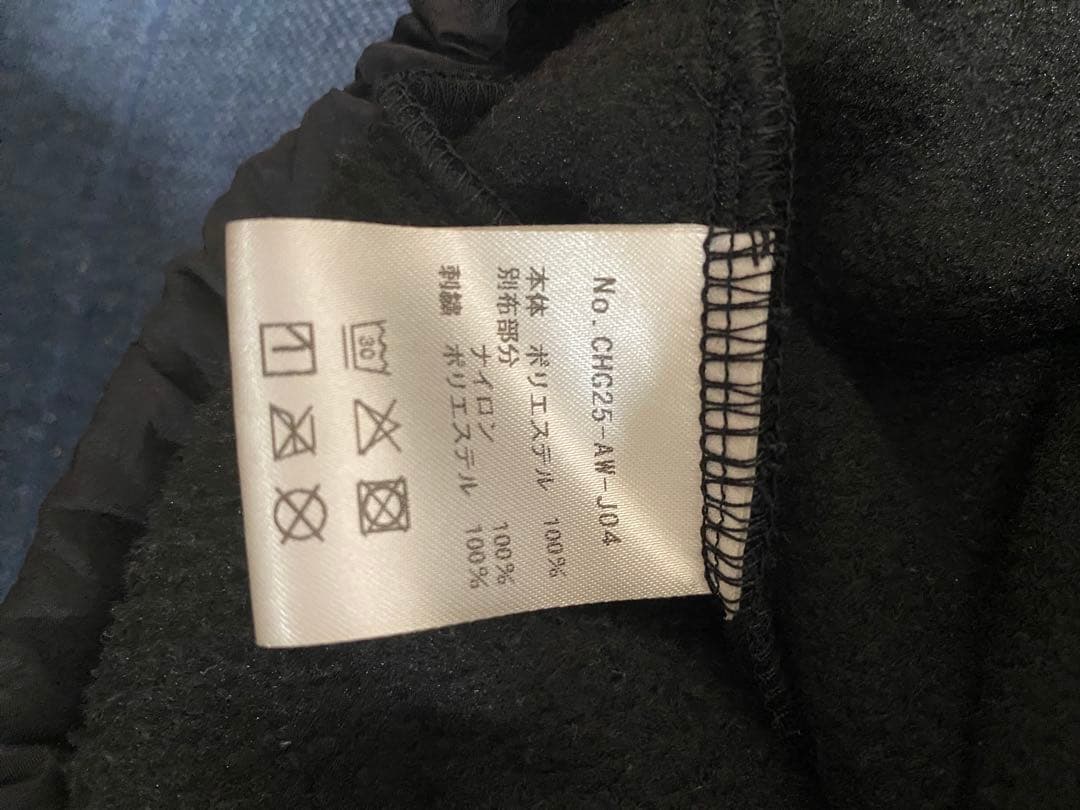 No.CHG25-AW-J04
本体 ポリエステル 100%
別布部分
ナイロン 100%
刺繍 ポリエステル 100%
30